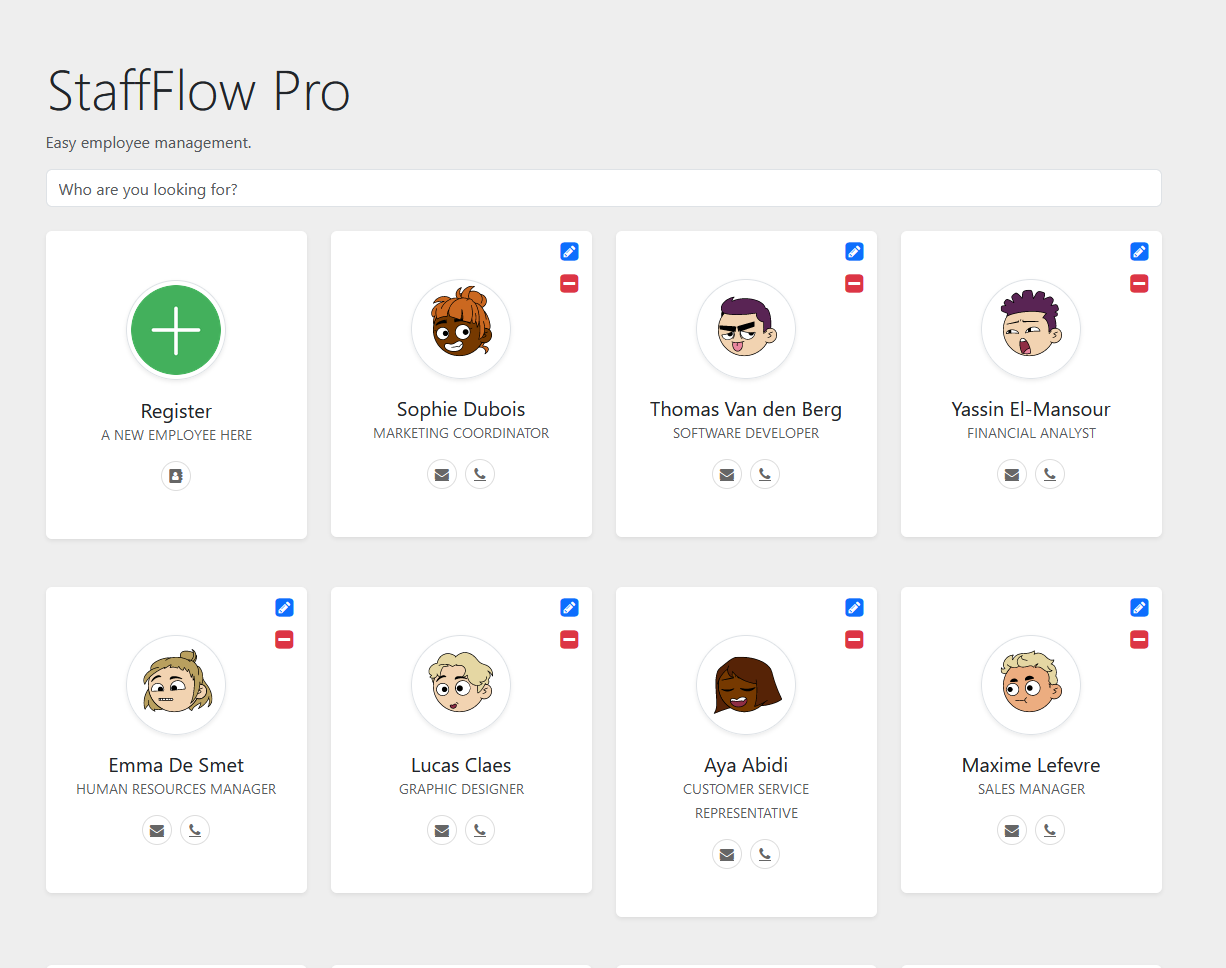 StaffFlow Pro
Easy employee management.
Who are you looking for?
Register
A NEW EMPLOYEE HERE
Sophie Dubois
MARKETING COORDINATOR
Thomas Van den Berg
SOFTWARE DEVELOPER
Yassin El-Mansour
FINANCIAL ANALYST
Emma De Smet
HUMAN RESOURCES MANAGER
Lucas Claes
GRAPHIC DESIGNER
Aya Abidi
CUSTOMER SERVICE
REPRESENTATIVE
Maxime Lefevre
SALES MANAGER